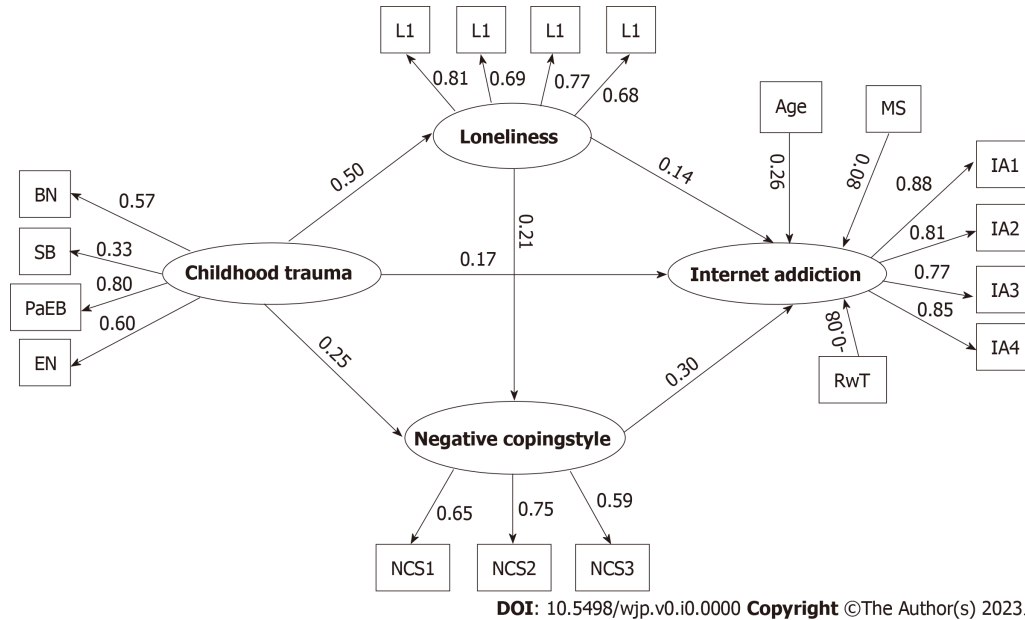 L1
L1
L1
L1
0.81
0.69
0.77
0.68
Loneliness
Age
MS
0.26
0.08
IA1
IA2
IA3
IA4
0.88
0.81
0.77
0.85
0.50
0.14
0.21
BN
SB
PaEB
EN
0.57
0.33
0.80
0.60
Childhood trauma
0.17
Internet addiction
0.25
0.30
-0.08
RwT
Negative copingstyle
0.65
0.75
0.59
NCS1
NCS2
NCS3
DOI: 10.5498/wjp.v0.i0.0000 Copyright ©The Author(s) 2023.